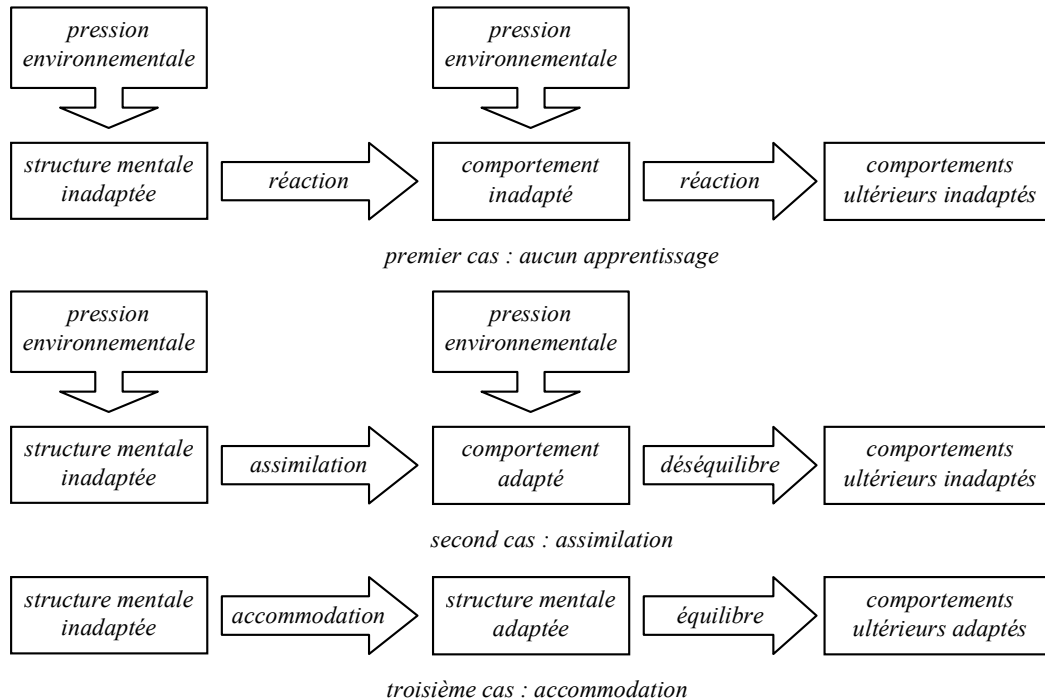 pression
environnementale
pression
environnementale
structure mentale
inadaptée
réaction
comportement
inadapté
réaction
comportements
ultérieurs inadaptés
premier cas : aucun apprentissage
pression
environnementale
pression
environnementale
structure mentale
inadaptée
assimilation
comportement
adapté
déséquilibre
comportements
ultérieurs inadaptés
second cas : assimilation
structure mentale
inadaptée
accommodation
structure mentale
adaptée
équilibre
comportements
ultérieurs adaptés
troisième cas : accommodation